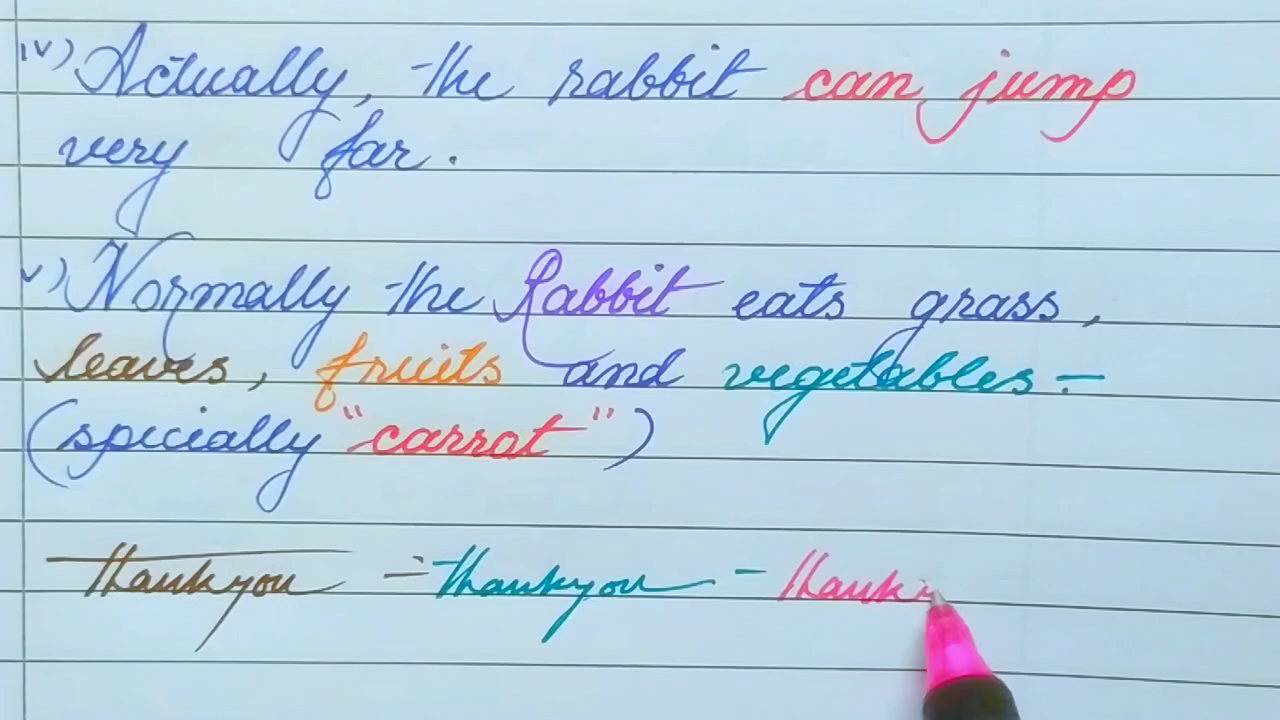 iv) Actually, the rabbit can jump
very far.
v) Normally the Rabbit eats grass,
leaves, fruits and vegetables –
(specially "carrot")
Thankyou = Thankyou - Thank y